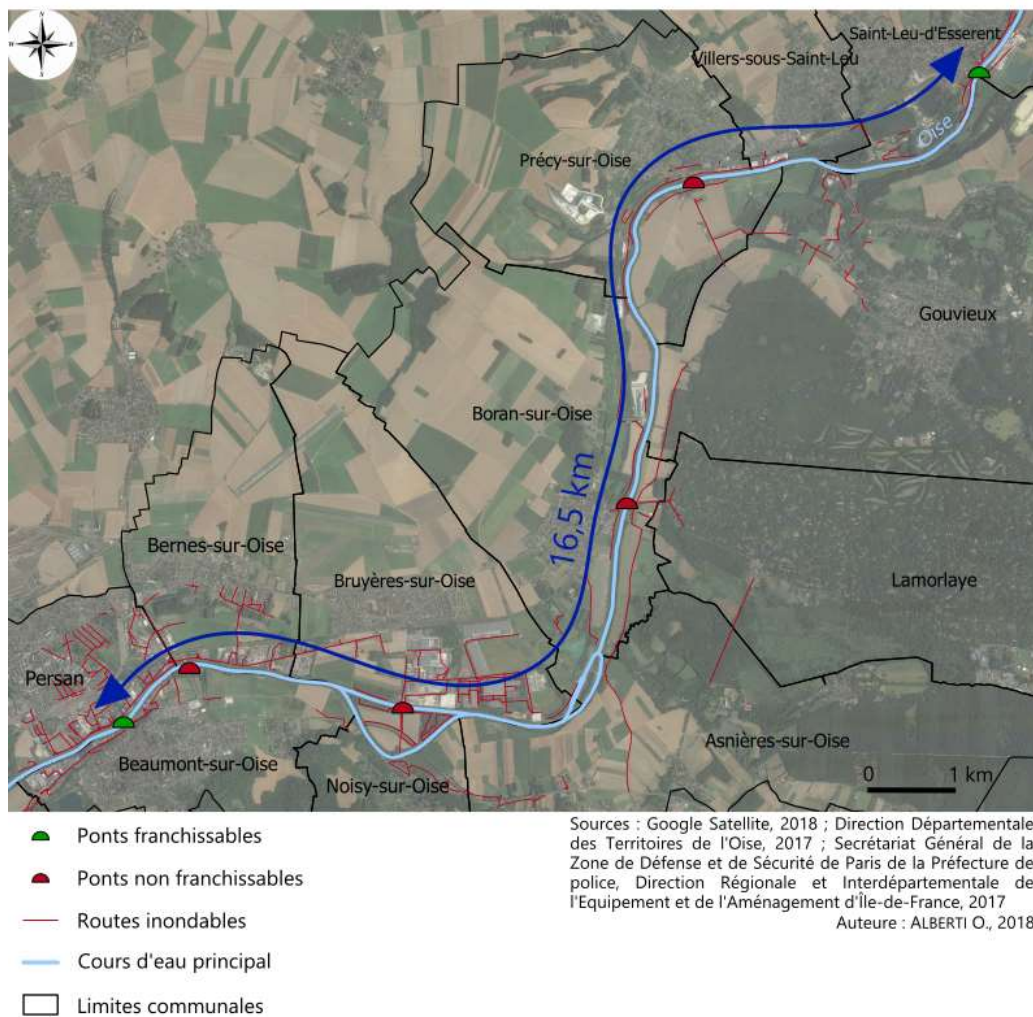 N
W
E
S
Saint-Leu-d'Esserent
Villers-sous-Saint-Leu
Oise
Précy-sur-Oise
Gouvieux
Boran-sur-Oise
16,5 km
Bernes-sur-Oise
Bruyères-sur-Oise
Lamorlaye
Persan
Asnières-sur-Oise
Beaumont-sur-Oise
Noisy-sur-Oise
0 1 km
Ponts franchissables
Ponts non franchissables
Routes inondables
Cours d'eau principal
Limites communales
Sources : Google Satellite, 2018 ; Direction Départementale
des Territoires de l'Oise, 2017 ; Secrétariat Général de la
Zone de Défense et de Sécurité de Paris de la Préfecture de
police, Direction Régionale et Interdépartementale de
l'Equipement et de l'Aménagement d'Île-de-France, 2017
Auteure : ALBERTI O., 2018